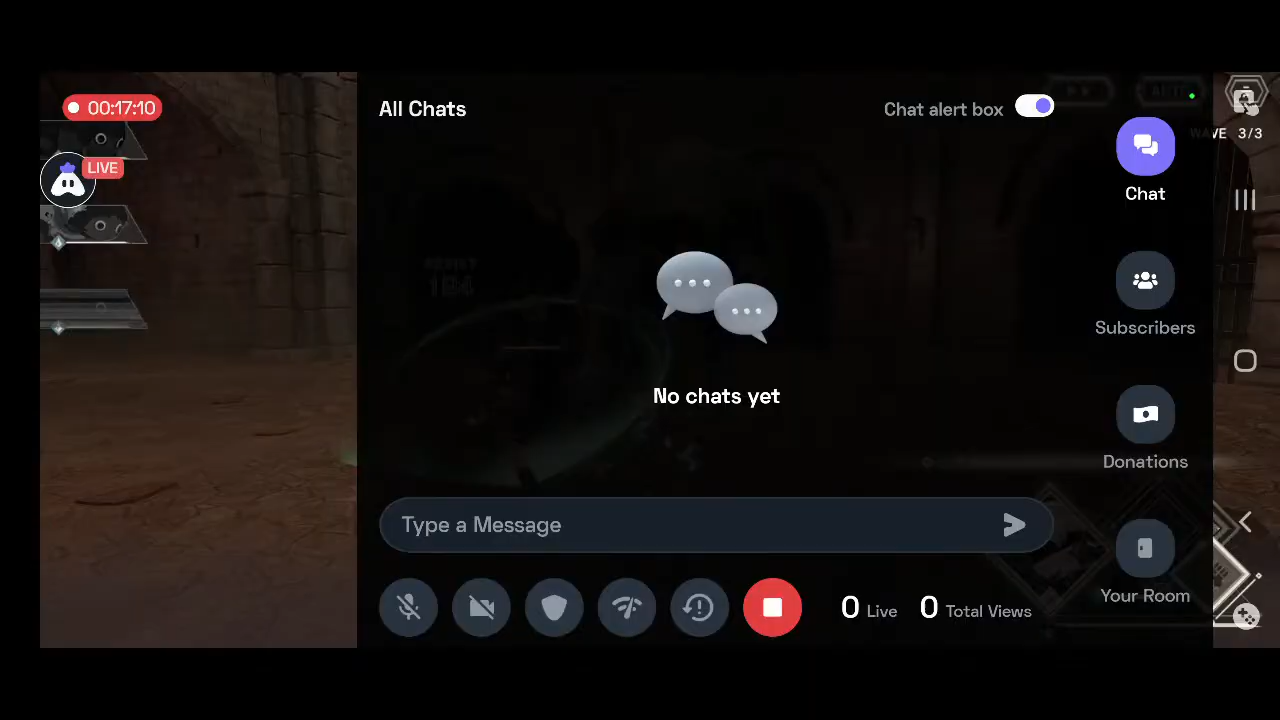 00:17:10
All Chats
Chat alert box
LIVE
WAVE 3/3
Chat
184
Subscribers
No chats yet
Donations
Type a Message
Your Room
0 Live
0 Total Views